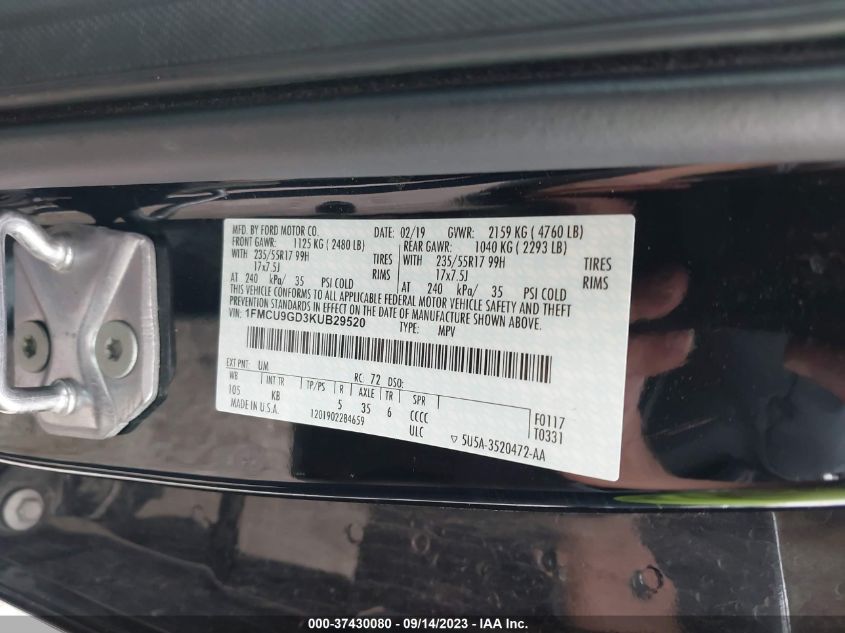 MFD. BY FORD MOTOR CO. DATE: 02/19 GVWR: 2159 KG ( 4760 LB)
FRONT GAWR: 1125 KG ( 2480 LB) REAR GAWR: 1040 KG ( 2293 LB)
WITH 235/55R17 99H TIRES WITH 235/55R17 99H TIRES
17x7.5J RIMS 17x7.5J RIMS
AT 240 kPa/ 35 PSI COLD AT 240 kPa/ 35 PSI COLD
THIS VEHICLE CONFORMS TO ALL APPLICABLE FEDERAL MOTOR VEHICLE SAFETY AND THEFT
PREVENTION STANDARDS IN EFFECT ON THE DATE OF MANUFACTURE SHOWN ABOVE.
VIN: 1FMCU9GD3KUB29520
TYPE: MPV
EXT PNT: UM RC: 72 DSO:
WB INT TR TP/PS R AXLE TR SPR
105 KB 5 35 6 CCCC F0117
MADE IN U.S.A. 1201902284659 ULC T0331
▽ 5U5A-3520472-AA
000-37430080 - 09/14/2023 - IAA Inc.